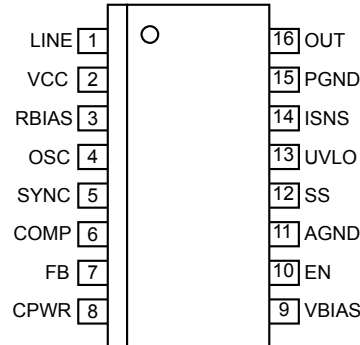 LINE 1 16 OUT
VCC 2 15 PGND
RBIAS 3 14 ISNS
OSC 4 13 UVLO
SYNC 5 12 SS
COMP 6 11 AGND
FB 7 10 EN
CPWR 8 9 VBIAS